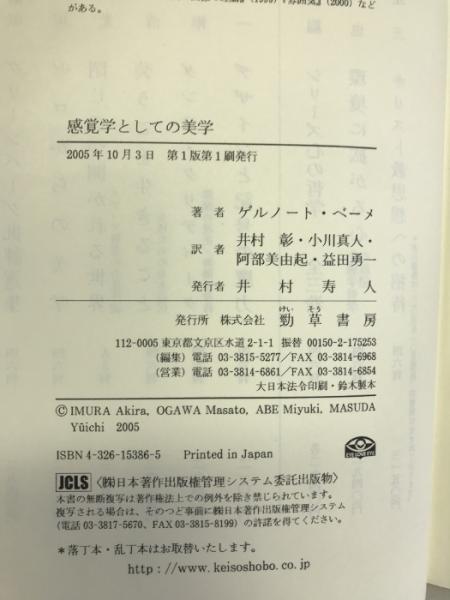 がある。
感覚学としての美学
2005年10月3日 第1版第1刷発行
著者 ゲルノート・ベーメ
訳者 井村 彰・小川真人・
阿部美由起・益田勇一
発行者 井村寿人
けい そう
発行所 株式会社 勁草書房
112-0005 東京都文京区水道2-1-1 振替 00150-2-175253
(編集) 電話 03-3815-5277/FAX 03-3814-6968
(営業) 電話 03-3814-6861/FAX 03-3814-6854
大日本法令印刷・鈴木製本
© IMURA Akira, OGAWA Masato, ABE Miyuki, MASUDA
Yūichi 2005
ISBN 4-326-15386-5 Printed in Japan
JCLS 〈㈱日本著作出版権管理システム委託出版物〉
本書の無断複写は著作権法上での例外を除き禁じられています。
複写される場合は、そのつど事前に㈱日本著作出版権管理システム
(電話 03-3817-5670、FAX 03-3815-8199) の許諾を得てください。
*落丁本・乱丁本はお取替いたします。
http://www.keisoshobo.co.jp